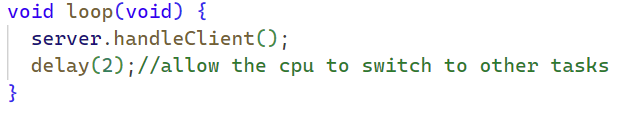 void loop(void) {
  server.handleClient();
  delay(2);//allow the cpu to switch to other tasks
}